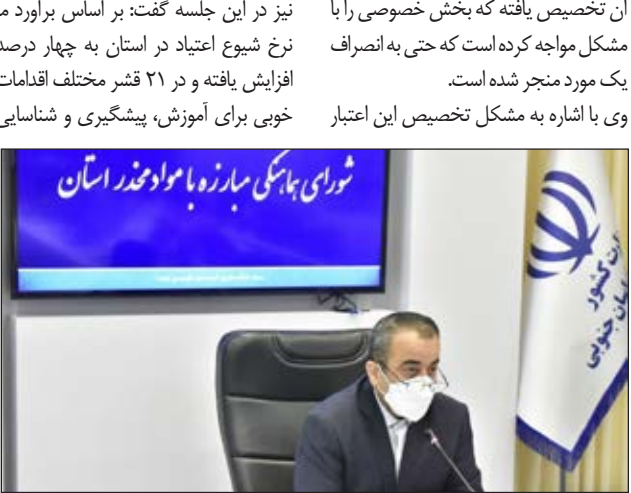 آن تخصیص یافته که بخش خصوصی را با
مشکل مواجه کرده است که حتی به انصراف
یک مورد منجر شده است.
وی با اشاره به مشکل تخصیص این اعتبار
نیز در این جلسه گفت: بر اساس برآورد
نرخ شیوع اعتیاد در استان به چهار درصد
افزایش یافته و در ۲۱ قشر مختلف اقدامات
خوبی برای آموزش، پیشگیری و شناسایی
شورای هماهنگی مبارزه با مواد مخدر استان
کشور
جنوبی